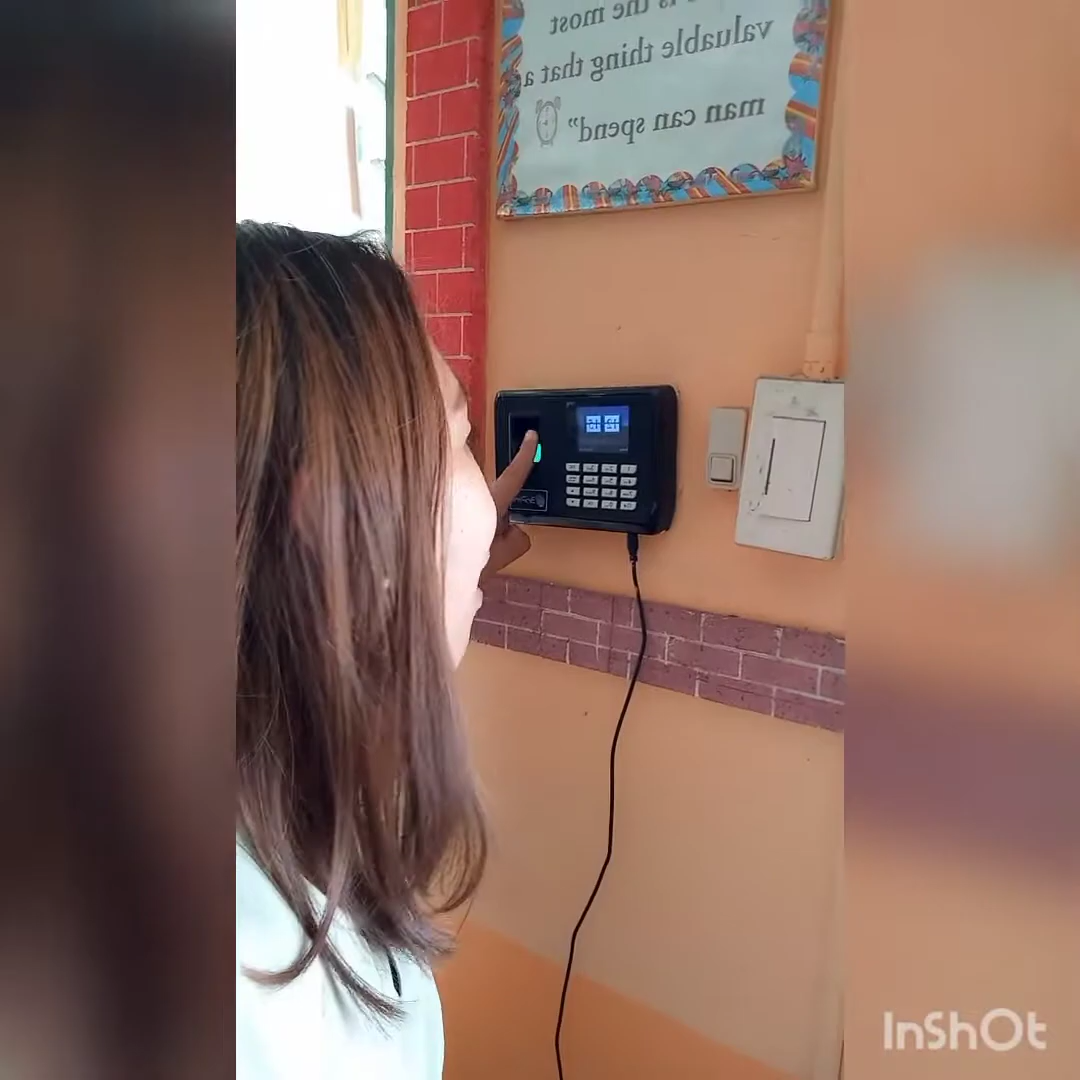 is the most
valuable thing that a
man can spend"
InShOt